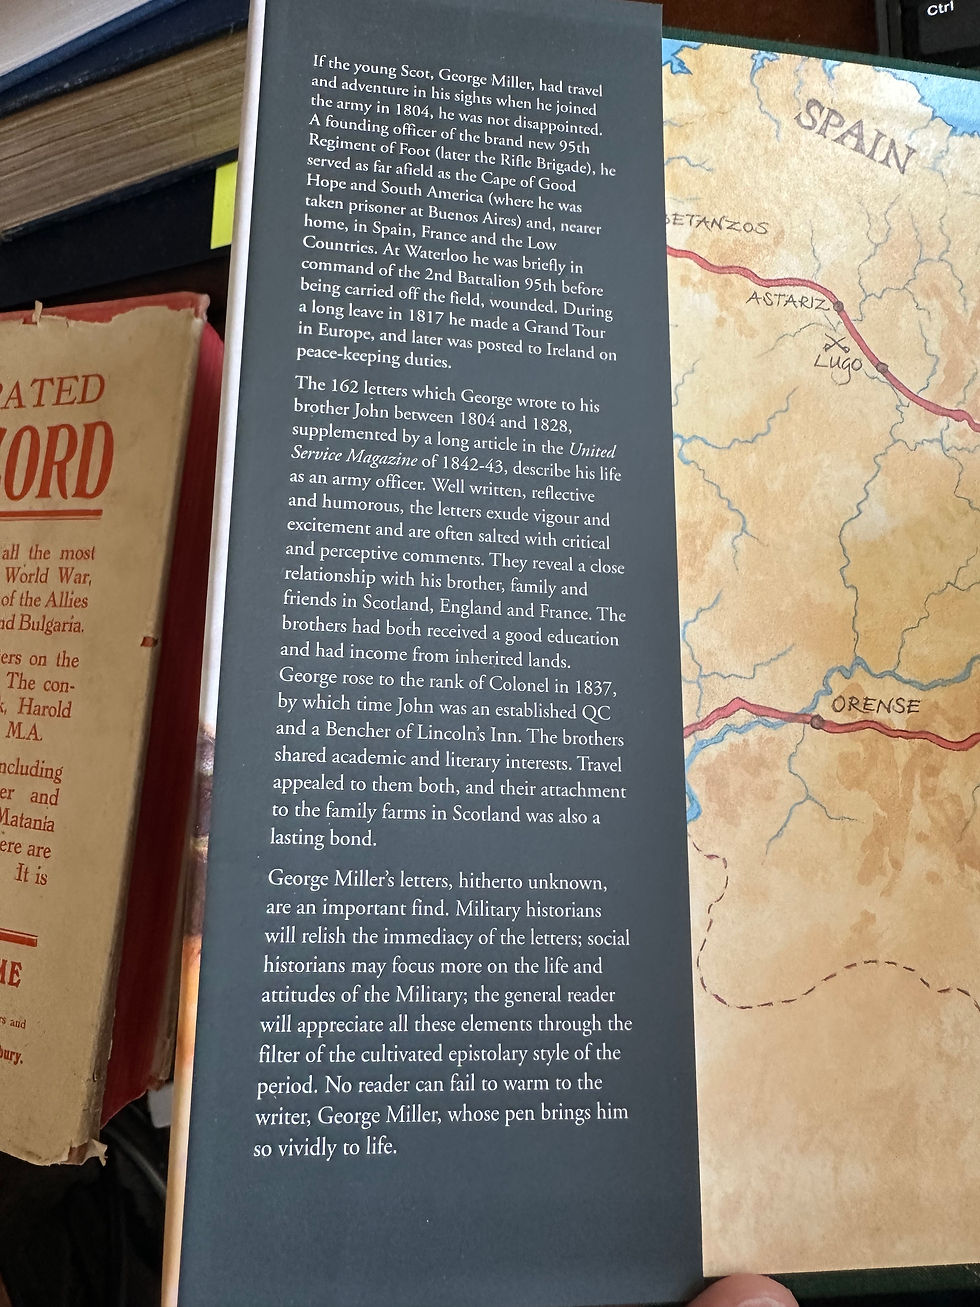 Ctrl
If the young Scot, George Miller, had travel
and adventure in his sights when he joined
the army in 1804, he was not disappointed.
A founding officer of the brand new 95th
Regiment of Foot (later the Rifle Brigade), he
served as far afield as the Cape of Good
Hope and South America (where he was
taken prisoner at Buenos Aires) and, nearer
home, in Spain, France and the Low
Countries. At Waterloo he was briefly in
command of the 2nd Battalion 95th before
being carried off the field, wounded. During
a long leave in 1817 he made a Grand Tour
in Europe, and later was posted to Ireland on
peace-keeping duties.
The 162 letters which George wrote to his
brother John between 1804 and 1828,
supplemented by a long article in the United
Service Magazine of 1842-43, describe his life
as an army officer. Well written, reflective
and humorous, the letters exude vigour and
excitement and are often salted with critical
and perceptive comments. They reveal a close
relationship with his brother, family and
friends in Scotland, England and France. The
brothers had both received a good education
and had income from inherited lands.
George rose to the rank of Colonel in 1837,
by which time John was an established QC
and a Bencher of Lincoln's Inn. The brothers
shared academic and literary interests. Travel
appealed to them both, and their attachment
to the family farms in Scotland was also a
lasting bond.
George Miller's letters, hitherto unknown,
are an important find. Military historians
will relish the immediacy of the letters; social
historians may focus more on the life and
attitudes of the Military; the general reader
will appreciate all these elements through the
filter of the cultivated epistolary style of the
period. No reader can fail to warm to the
writer, George Miller, whose pen brings him
so vividly to life.
SPAIN
BETANZOS
ASTARIZ
LUGO
ORENSE
RATED
ORD
all the most
World War,
of the Allies
nd Bulgaria.
ers on the
The con-
k, Harold
M.A.
ncluding
er and
Matania
ere are
It is
ME
rs and
bury.